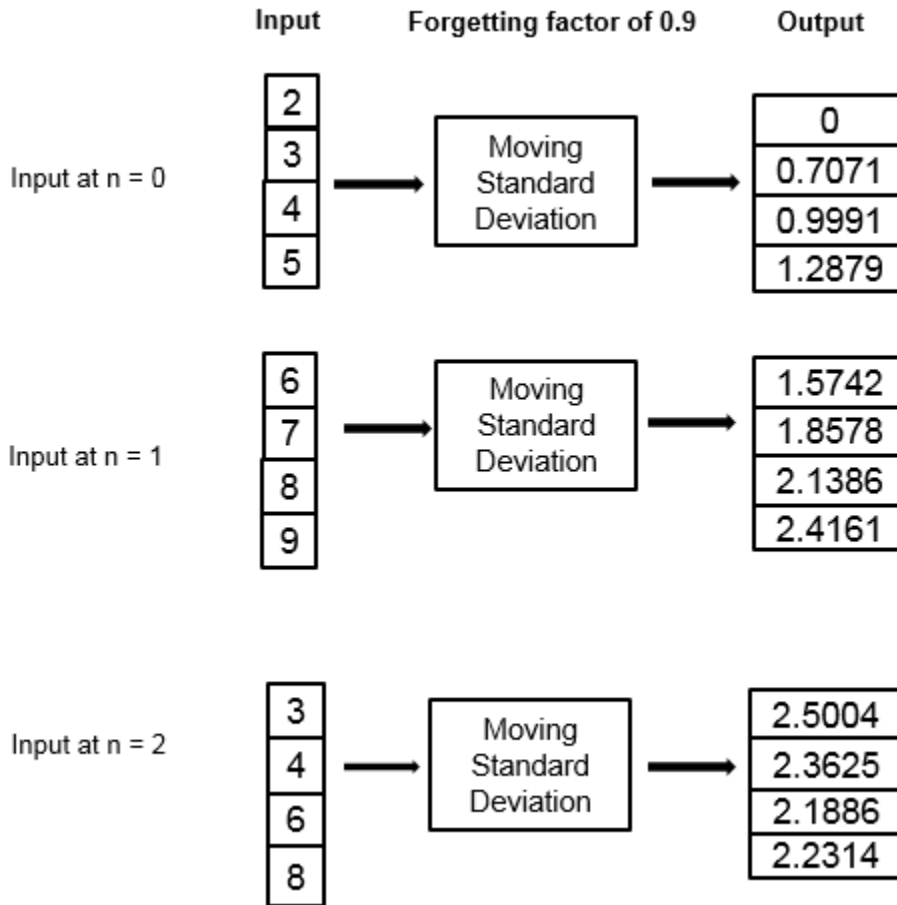 Input Forgetting factor of 0.9 Output
Input at n = 0
2
3
4
5
Moving
Standard
Deviation
0
0.7071
0.9991
1.2879
Input at n = 1
6
7
8
9
Moving
Standard
Deviation
1.5742
1.8578
2.1386
2.4161
Input at n = 2
3
4
6
8
Moving
Standard
Deviation
2.5004
2.3625
2.1886
2.2314